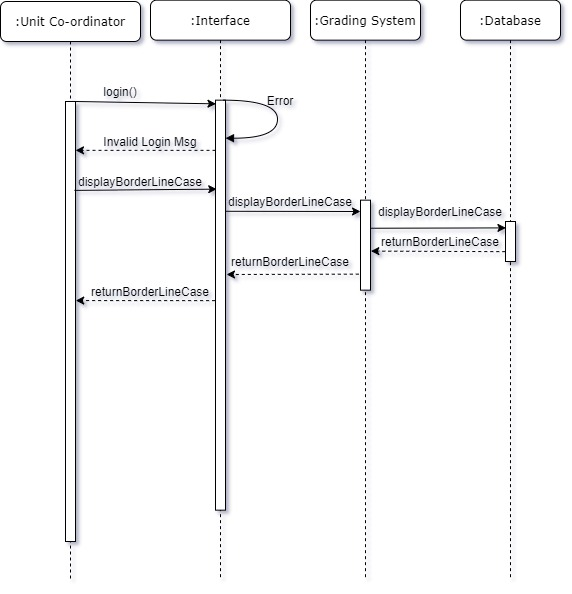 :Unit Co-ordinator
:Interface
:Grading System
:Database
login()
Error
Invalid Login Msg
displayBorderLineCase
displayBorderLineCase
displayBorderLineCase
returnBorderLineCase
returnBorderLineCase
returnBorderLineCase